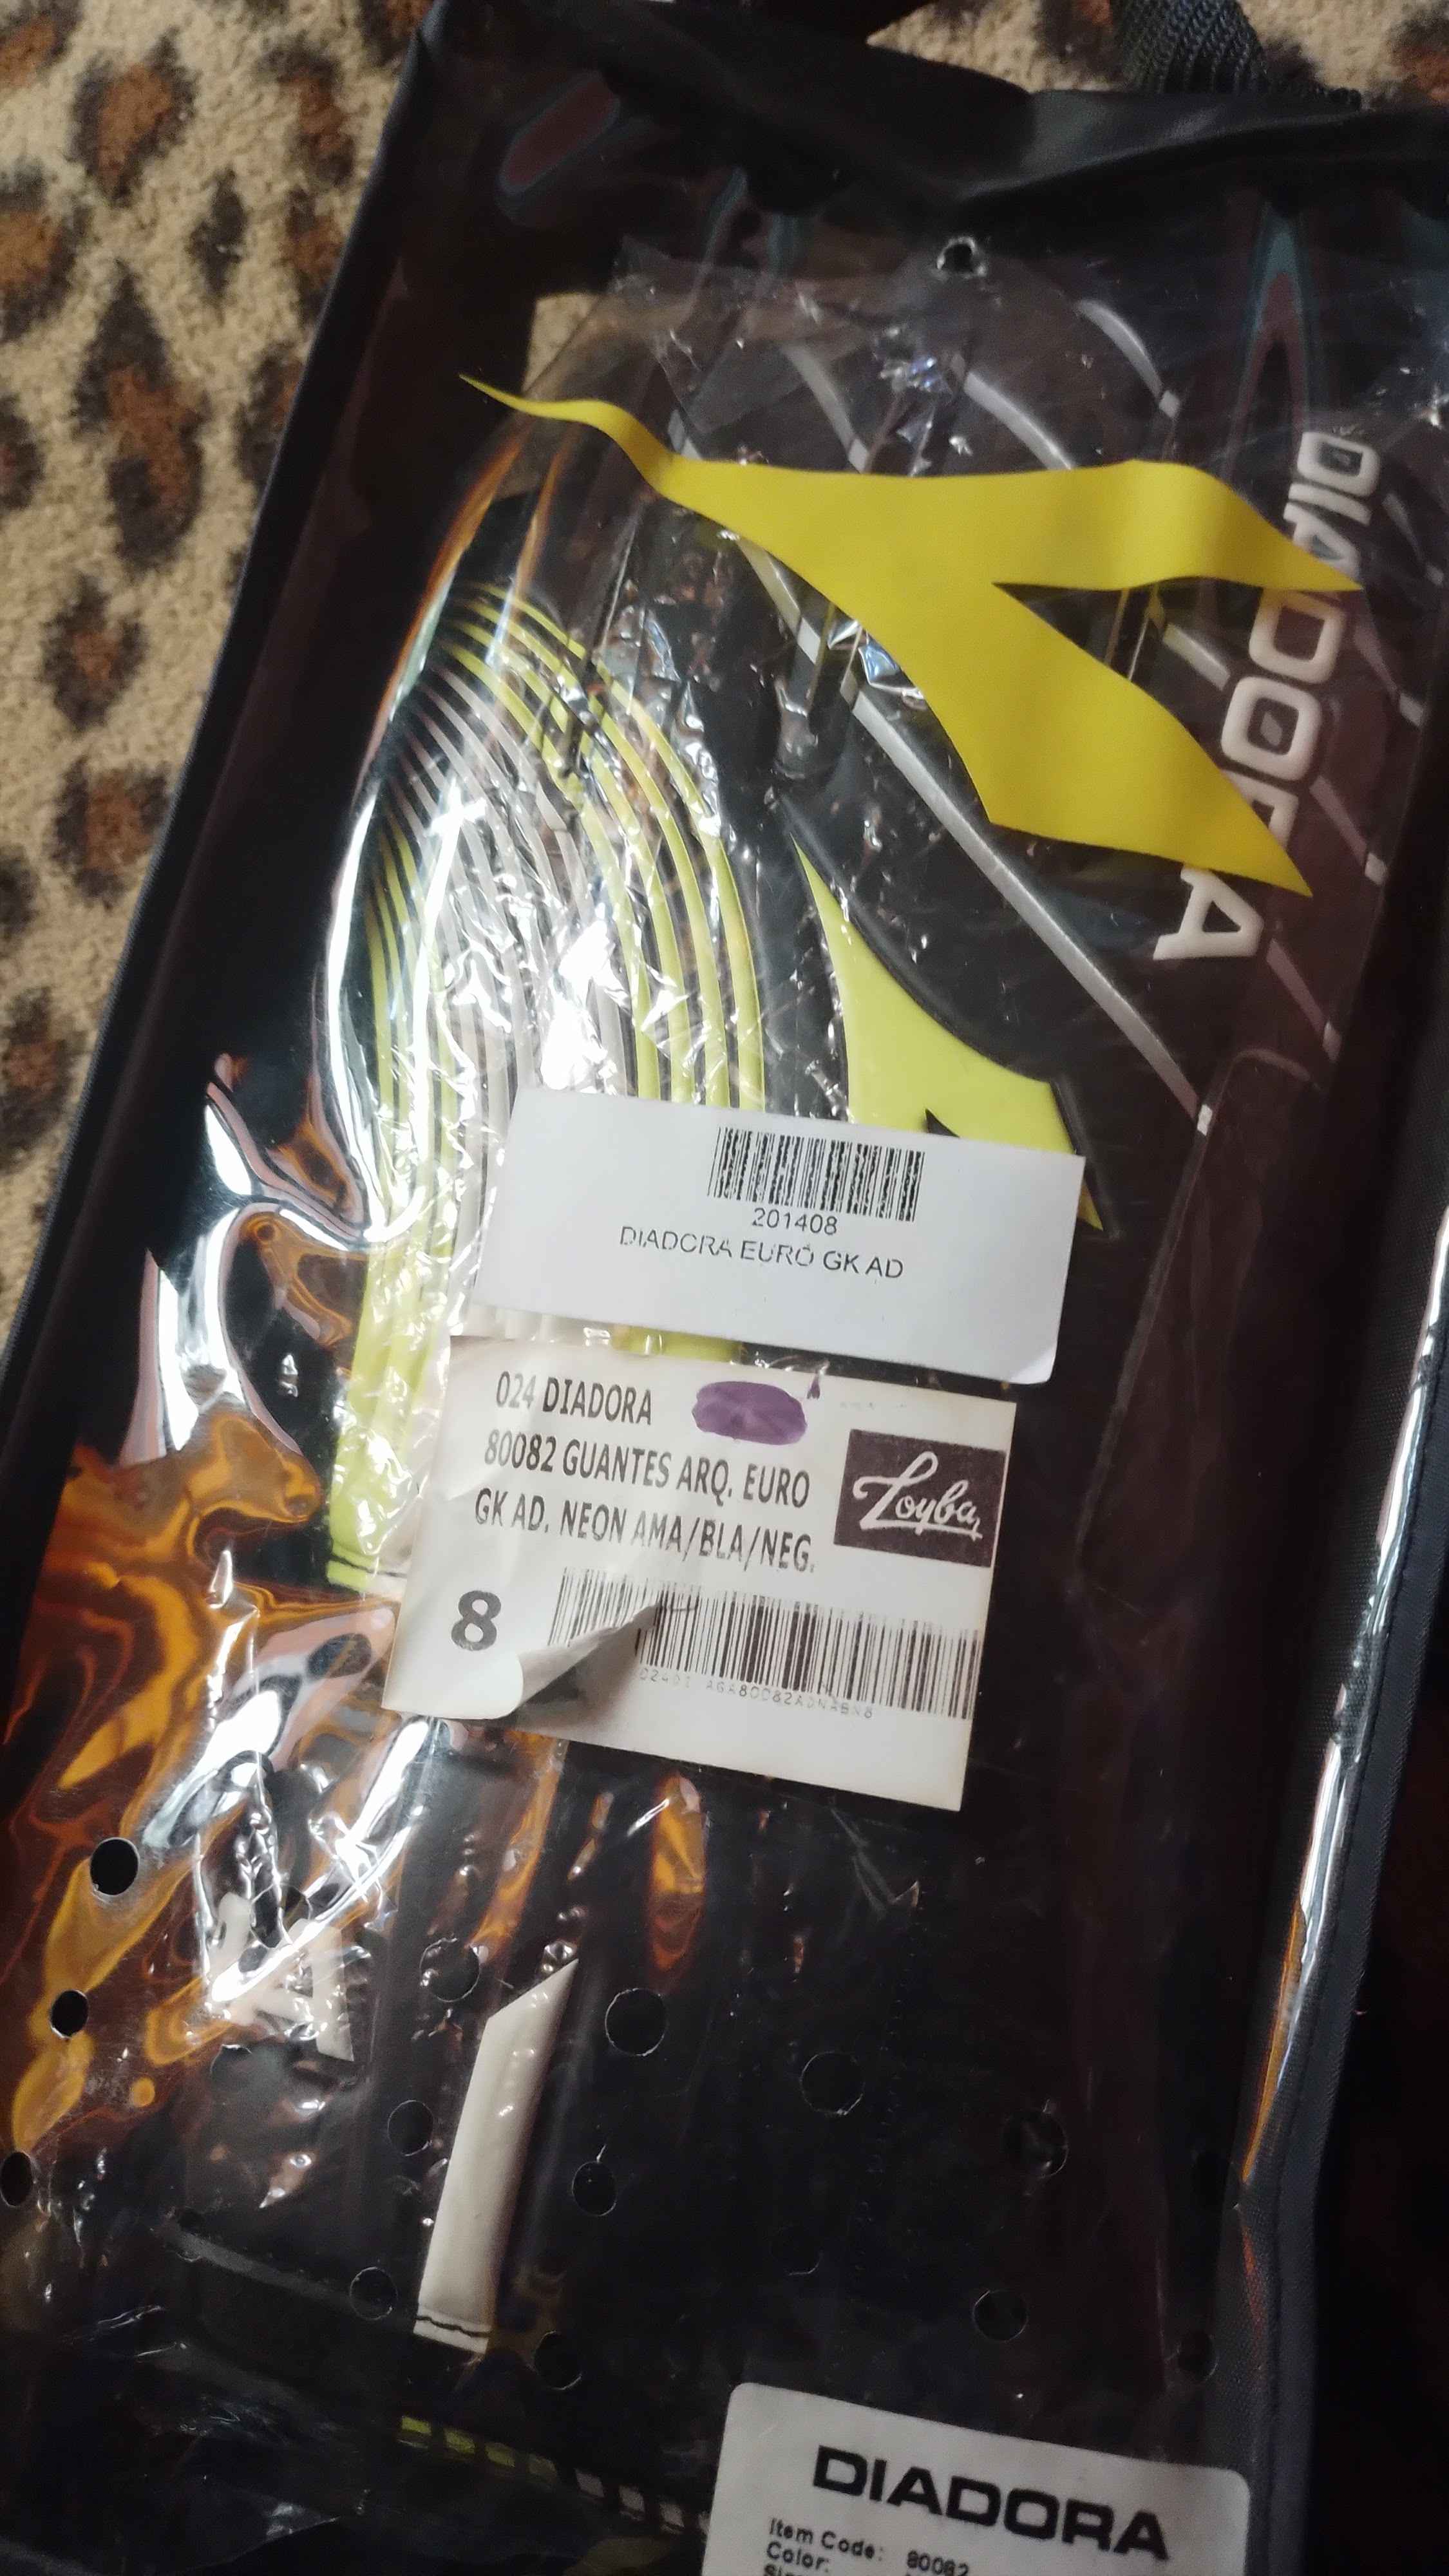 DIADORA
201408
DIADORA EURO GK AD
024 DIADORA
80082 GUANTES ARQ. EURO
GK AD. NEON AMA/BLA/NEG.
Loyba
8
DIADORA
Item Code: 80082
Color: